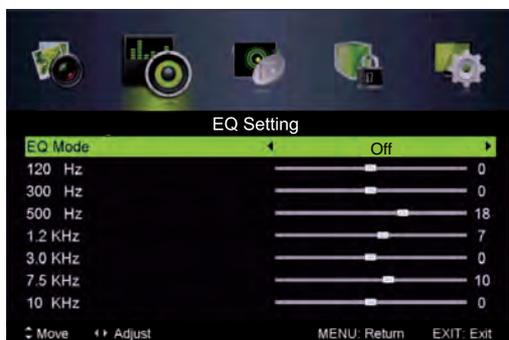 EQ Setting
EQ Mode Off
120 Hz 0
300 Hz 0
500 Hz 18
1.2 KHz 7
3.0 KHz 0
7.5 KHz 10
10 KHz 0
Move Adjust MENU: Return EXIT: Exit